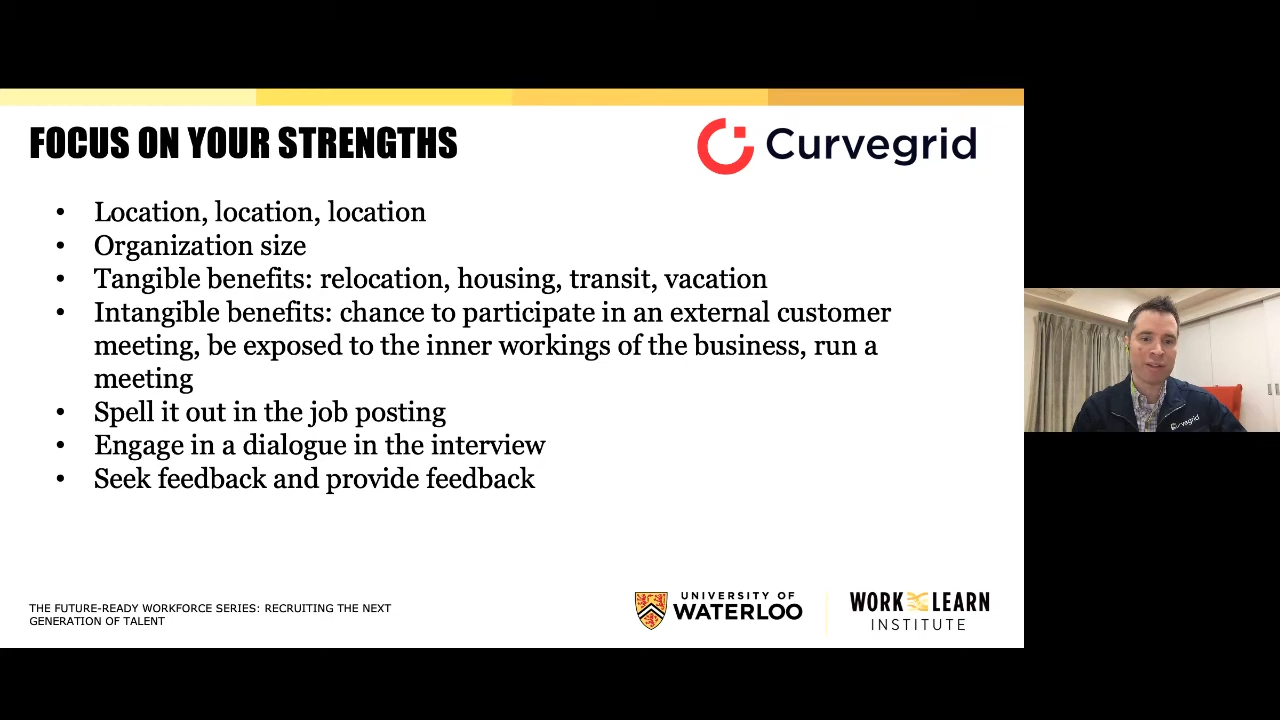 FOCUS ON YOUR STRENGTHS
Curvegrid
• Location, location, location
• Organization size
• Tangible benefits: relocation, housing, transit, vacation
• Intangible benefits: chance to participate in an external customer
meeting, be exposed to the inner workings of the business, run a
meeting
• Spell it out in the job posting
• Engage in a dialogue in the interview
• Seek feedback and provide feedback
Curvegrid
THE FUTURE-READY WORKFORCE SERIES: RECRUITING THE NEXT
GENERATION OF TALENT
UNIVERSITY OF
WATERLOO
WORK LEARN
INSTITUTE